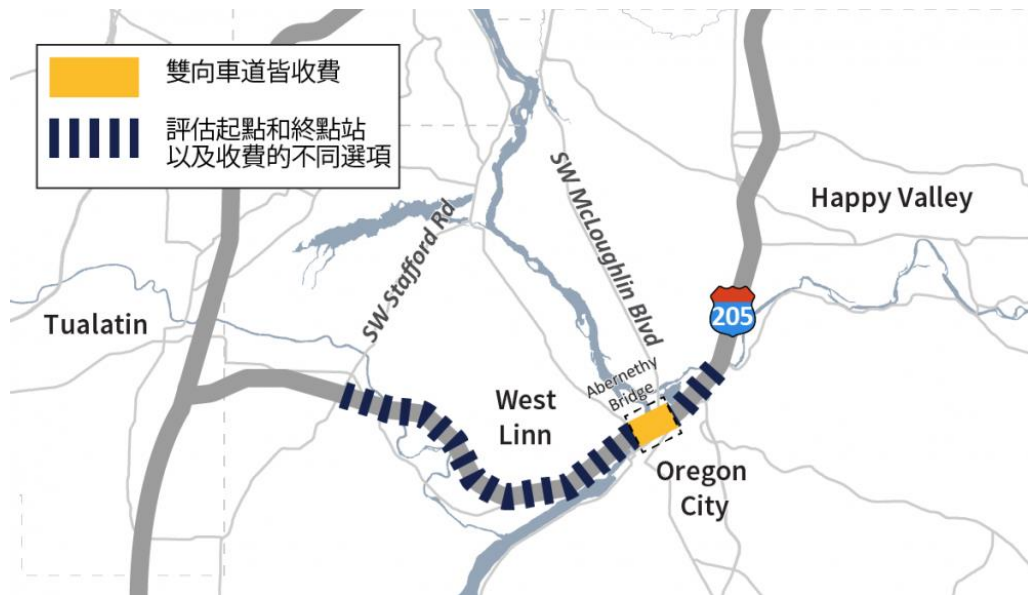 雙向車道皆收費
評估起點和終點站
以及收費的不同選項
SW McLoughlin Blvd
Happy Valley
SW Stafford Rd
Tualatin
205
Abernethy
Bridge
West
Linn
Oregon
City